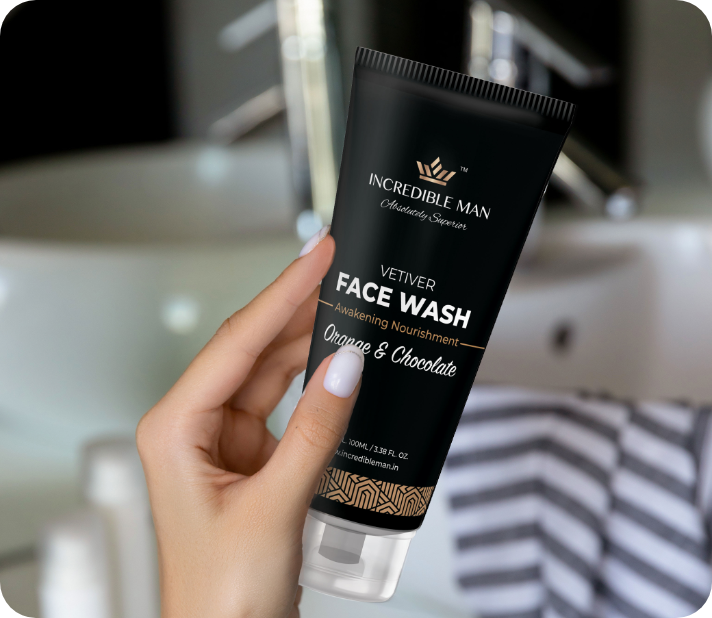 TM
INCREDIBLE MAN
Absolutely Superior
VETIVER
FACE WASH
Awakening Nourishment
Orange & Chocolate
100ML / 3.38 FL. OZ.
.incredibleman.in